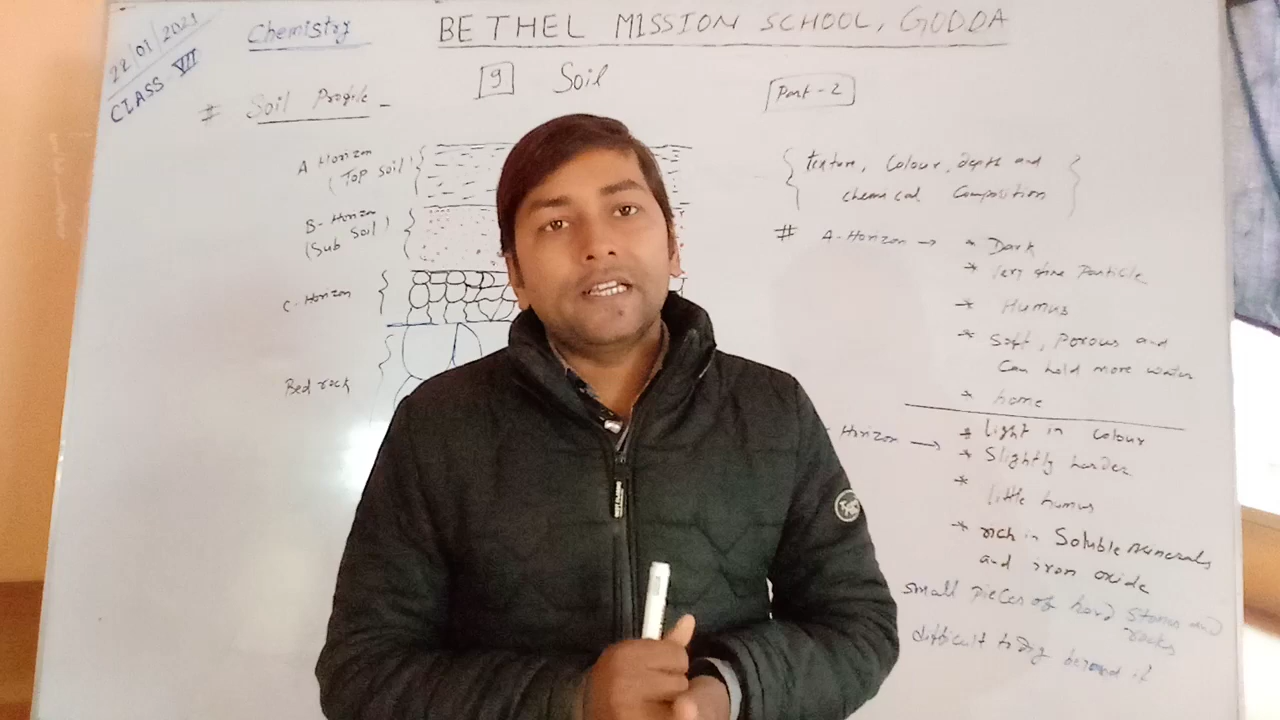 22/01/2021
CLASS VII
Chemistry
BETHEL MISSION SCHOOL, GODDA
9 Soil
Part-2
# Soil Profile -
A Horizon
(Top soil)
B-Horizon
(Sub soil)
C-Horizon
Bed rock
{ texture, Colour, depth and
chemical Composition }
# A-Horizon → * Dark
* Very fine Particle
* Humus
* Soft, Porous and
Can hold more water
* home
Horizon → * light in colour
* Slightly harder
* little humus
* rich in Soluble minerals
and iron oxide
small pieces of hard stones and
rocks
difficult to dig beyond it